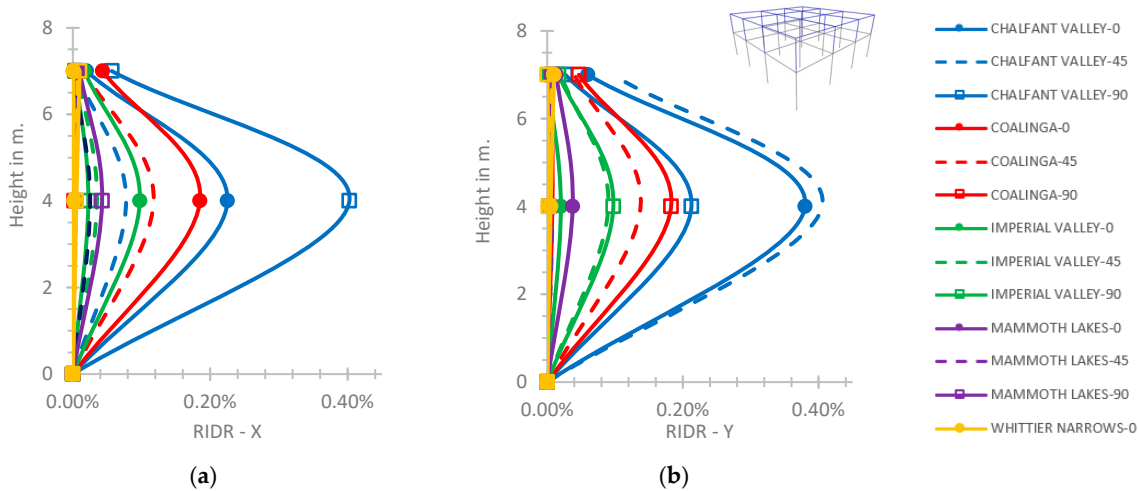 8
6
4
2
0
Height in m.
0.00%
0.20%
0.40%
RIDR - X
(a)
8
6
4
2
0
Height in m.
0.00%
0.20%
0.40%
RIDR - Y
(b)
CHALFANT VALLEY-0
CHALFANT VALLEY-45
CHALFANT VALLEY-90
COALINGA-0
COALINGA-45
COALINGA-90
IMPERIAL VALLEY-0
IMPERIAL VALLEY-45
IMPERIAL VALLEY-90
MAMMOTH LAKES-0
MAMMOTH LAKES-45
MAMMOTH LAKES-90
WHITTIER NARROWS-0